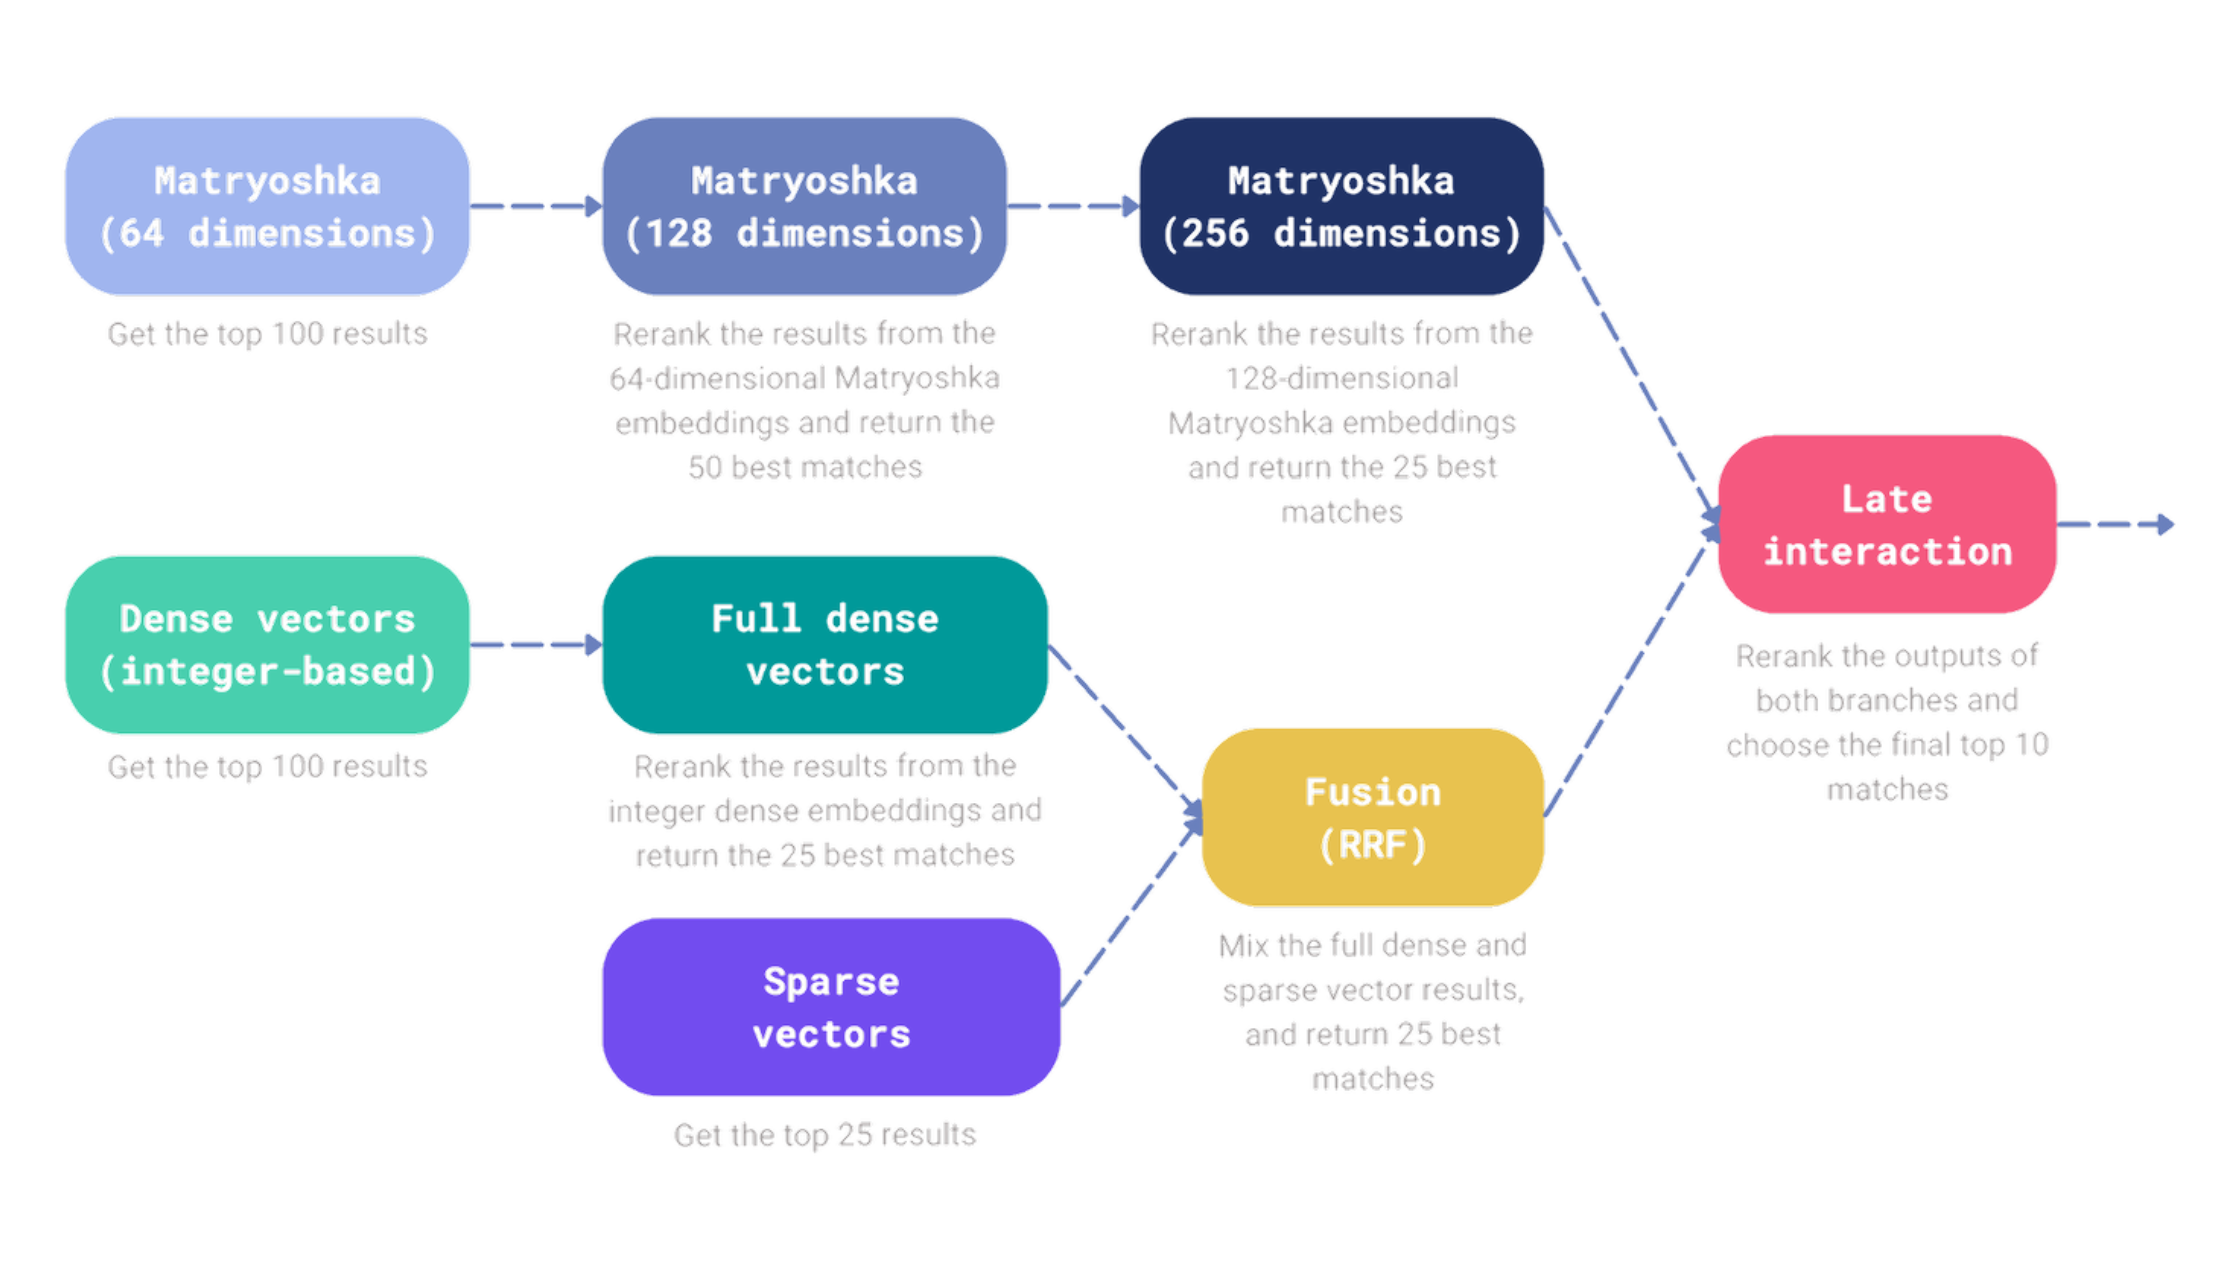 Matryoshka
(64 dimensions)
Get the top 100 results
Matryoshka
(128 dimensions)
Rerank the results from the
64-dimensional Matryoshka
embeddings and return the
50 best matches
Matryoshka
(256 dimensions)
Rerank the results from the
128-dimensional
Matryoshka embeddings
and return the 25 best
matches
Dense vectors
(integer-based)
Get the top 100 results
Full dense
vectors
Rerank the results from the
integer dense embeddings and
return the 25 best matches
Sparse
vectors
Get the top 25 results
Fusion
(RRF)
Mix the full dense and
sparse vector results,
and return 25 best
matches
Late
interaction
Rerank the outputs of
both branches and
choose the final top 10
matches